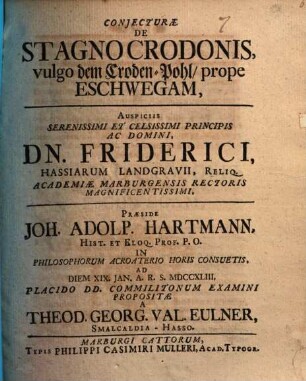 CONJECTURÆ
DE
STAGNO CRODONIS,
vulgo dem Croden-Pohl/ prope
ESCHWEGAM,
AUSPICIIS
SERENISSIMI ET CELSISSIMI PRINCIPIS
AC DOMINI,
DN. FRIDERICI,
HASSIARUM LANDGRAVII, RELIQ.
ACADEMIÆ MARBURGENSIS RECTORIS
MAGNIFICENTISSIMI.
PRÆSIDE
JOH. ADOLP. HARTMANN,
HIST. ET ELOQ. PROF. P. O.
IN
PHILOSOPHORUM ACROATERIO HORIS CONSUETIS,
AD
DIEM XIX. JAN. A. R. S. MDCCXLIII.
PLACIDO DD. COMMILITONUM EXAMINI
PROPOSITÆ
A
THEOD. GEORG. VAL. EULNER,
SMALCALDIA-HASSO.
MARBURGI CATTORUM,
TYPIS PHILIPPI CASIMIRI MULLERI, ACAD. TYPOGR.